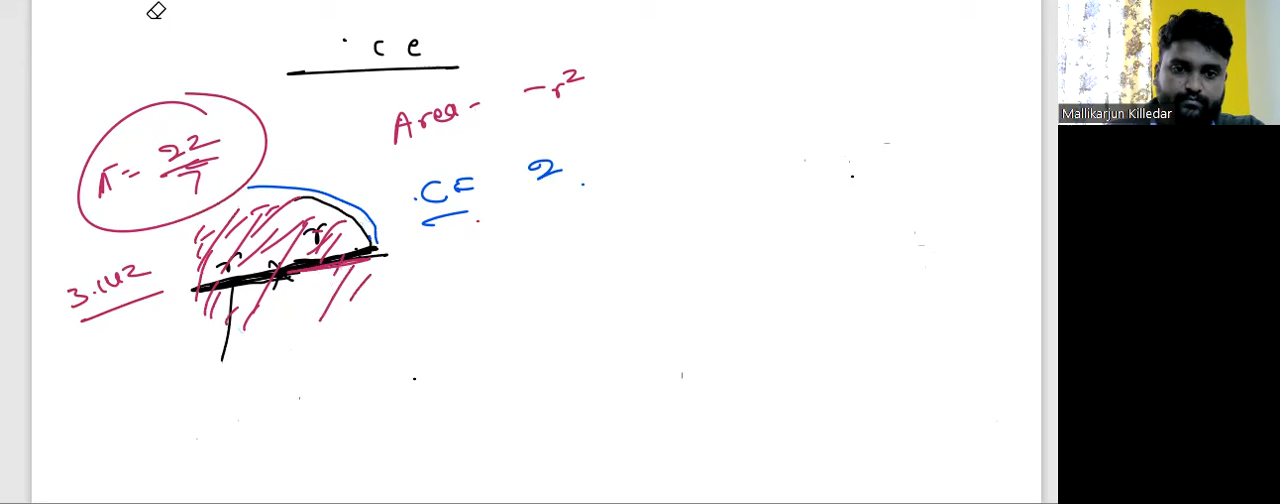 c e
Area - - r²
π = 22/7
CE 2
r
r
3.142
Mallikarjun Killedar